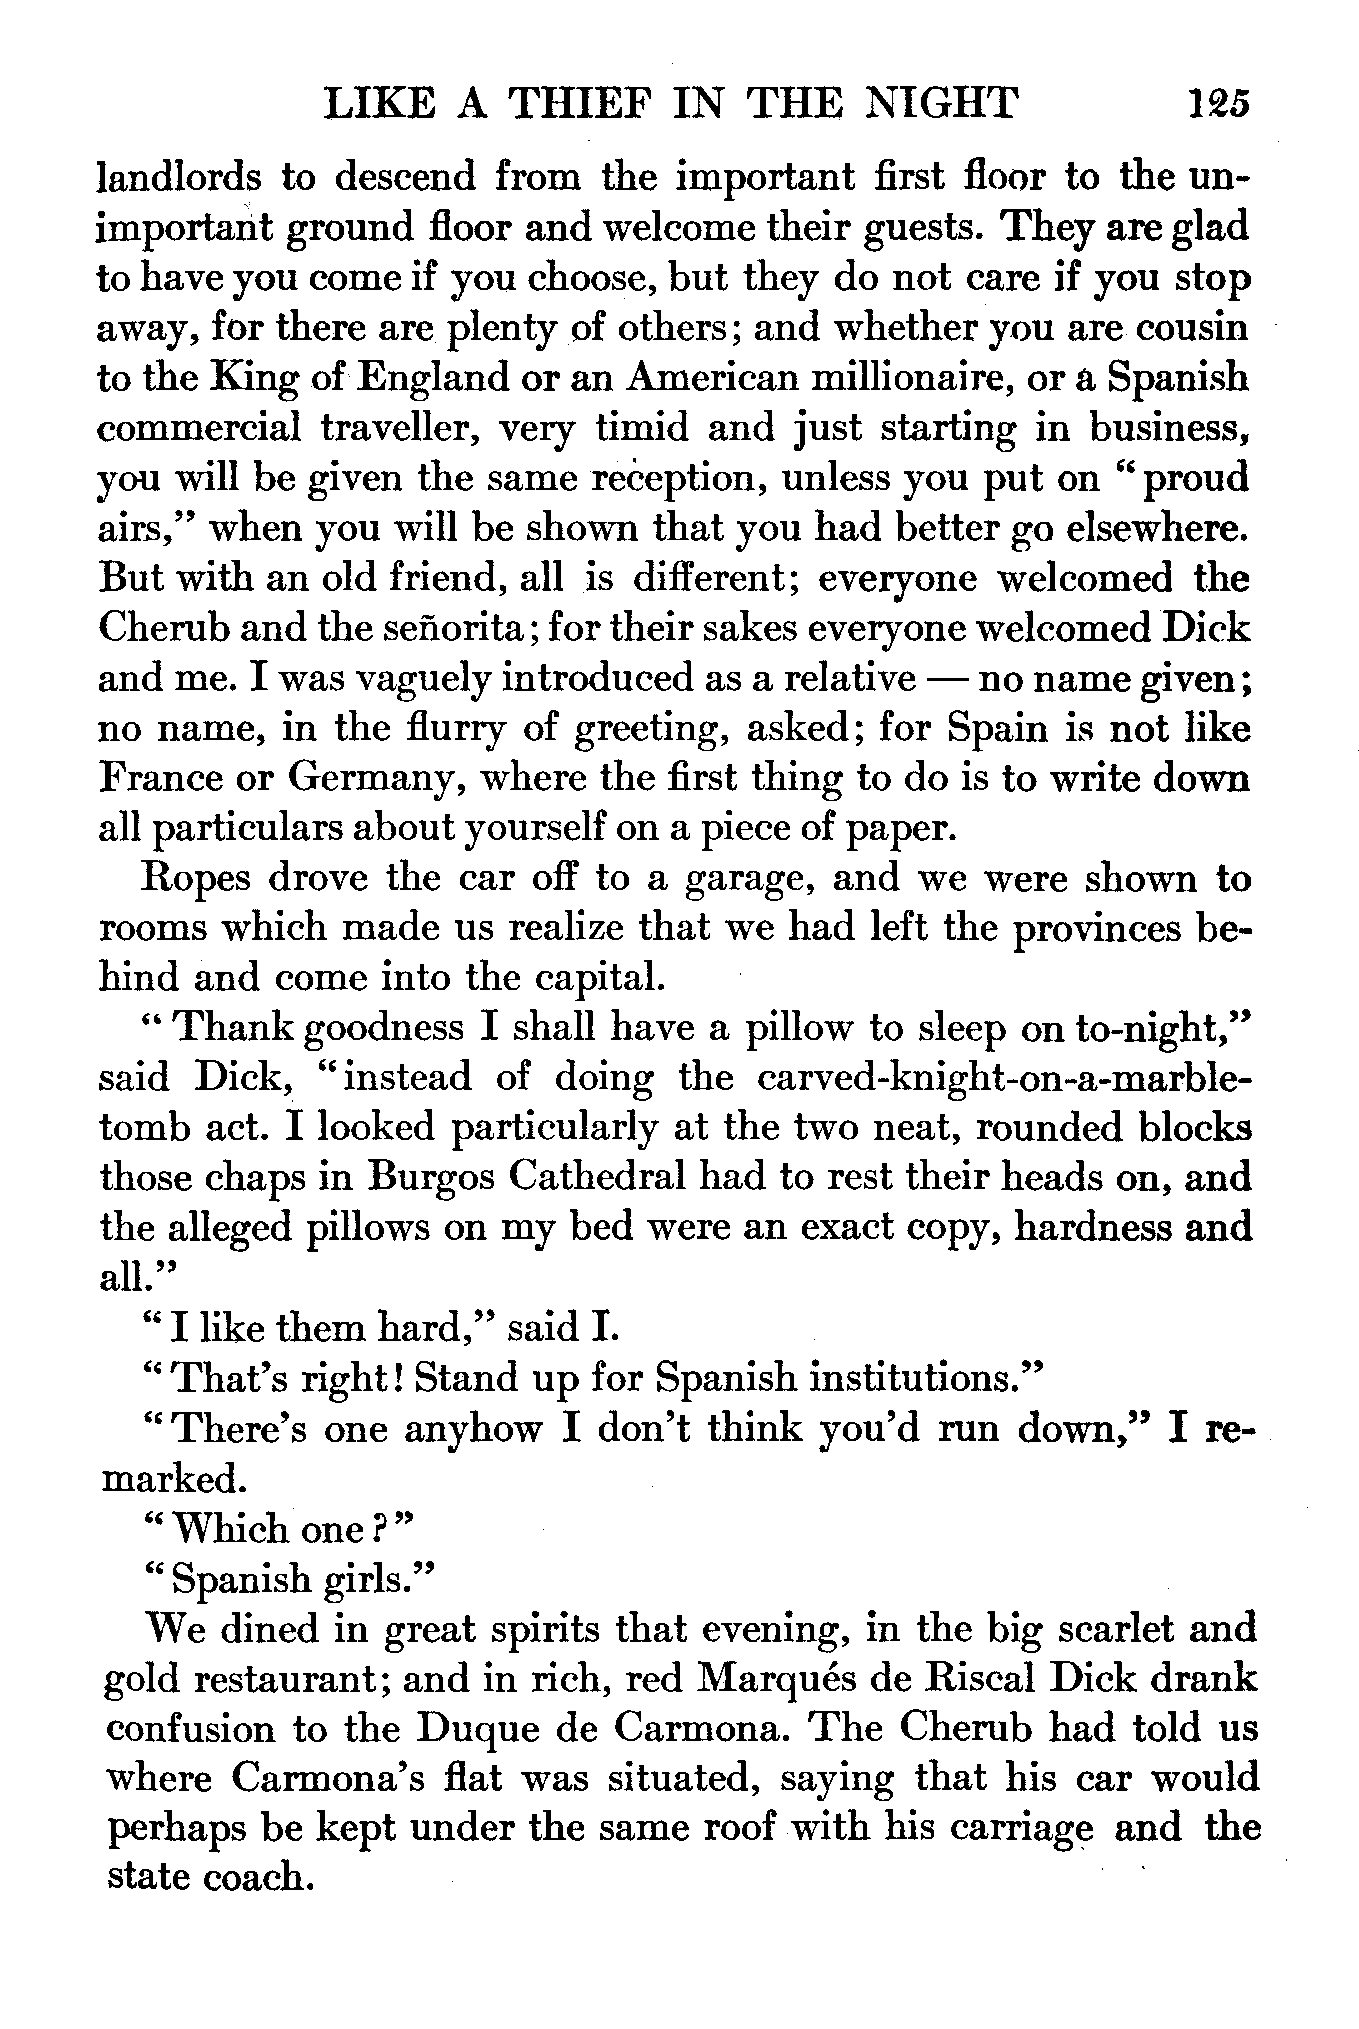 LIKE A THIEF IN THE NIGHT 125
landlords to descend from the important first floor to the un-
important ground floor and welcome their guests. They are glad
to have you come if you choose, but they do not care if you stop
away, for there are plenty of others; and whether you are cousin
to the King of England or an American millionaire, or a Spanish
commercial traveller, very timid and just starting in business,
you will be given the same reception, unless you put on “proud
airs,” when you will be shown that you had better go elsewhere.
But with an old friend, all is different; everyone welcomed the
Cherub and the señorita; for their sakes everyone welcomed Dick
and me. I was vaguely introduced as a relative — no name given;
no name, in the flurry of greeting, asked; for Spain is not like
France or Germany, where the first thing to do is to write down
all particulars about yourself on a piece of paper.
Ropes drove the car off to a garage, and we were shown to
rooms which made us realize that we had left the provinces be-
hind and come into the capital.
“Thank goodness I shall have a pillow to sleep on to-night,”
said Dick, “instead of doing the carved-knight-on-a-marble-
tomb act. I looked particularly at the two neat, rounded blocks
those chaps in Burgos Cathedral had to rest their heads on, and
the alleged pillows on my bed were an exact copy, hardness and
all.”
“I like them hard,” said I.
“That’s right! Stand up for Spanish institutions.”
“There’s one anyhow I don’t think you’d run down,” I re-
marked.
“Which one?”
“Spanish girls.”
We dined in great spirits that evening, in the big scarlet and
gold restaurant; and in rich, red Marqués de Riscal Dick drank
confusion to the Duque de Carmona. The Cherub had told us
where Carmona’s flat was situated, saying that his car would
perhaps be kept under the same roof with his carriage and the
state coach.